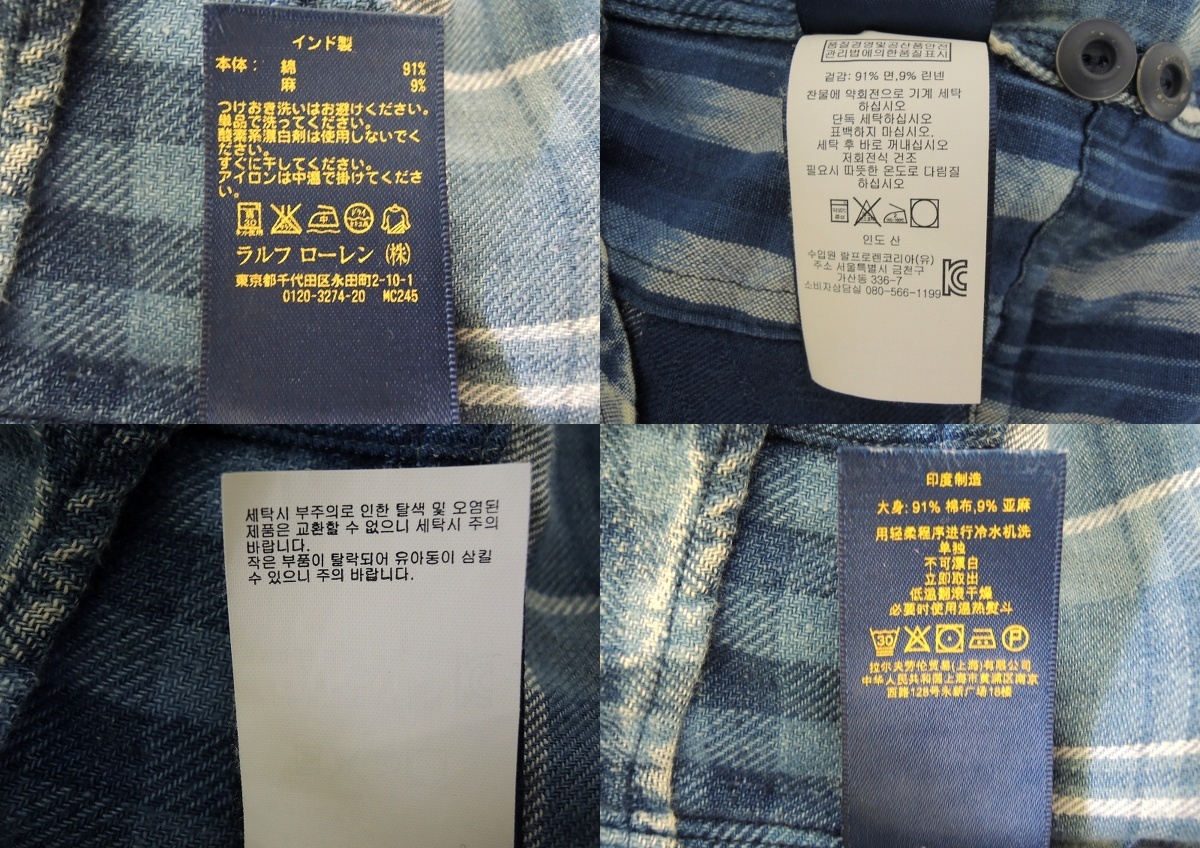 インド製
本体： 綿 91%
麻 9%
つけおき洗いはお避けください。
単品で洗ってください。
酸素系漂白剤は使用しないでく
ださい。
すぐに干してください。
アイロンは中温で掛けてくださ
い。
中
ドライ
ラルフ ローレン （株）
東京都千代田区永田町2-10-1
0120-3274-20 MC245
품질경영및공산품안전
관리법에의한품질표시
겉감: 91% 면,9% 린넨
찬물에 약회전으로 기계 세탁
하십시오
단독 세탁하십시오
표백하지 마십시오.
세탁 후 바로 꺼내십시오
저회전식 건조
필요시 따뜻한 온도로 다림질
하십시오
인도 산
수입원 랄프로렌코리아(유)
주소 서울특별시 금천구
가산동 336-7
소비자상담실 080-566-1199
세탁시 부주의로 인한 탈색 및 오염된
제품은 교환할 수 없으니 세탁시 주의
바랍니다.
작은 부품이 탈락되어 유아동이 삼킬
수 있으니 주의 바랍니다.
印度制造
大身: 91% 棉布,9% 亚麻
用轻柔程序进行冷水机洗
单独
不可漂白
立即取出
低温翻滚干燥
必要时使用温热熨斗
30
P
拉尔夫劳伦贸易(上海)有限公司
中华人民共和国上海市黄浦区南京
西路128号永新广场18楼